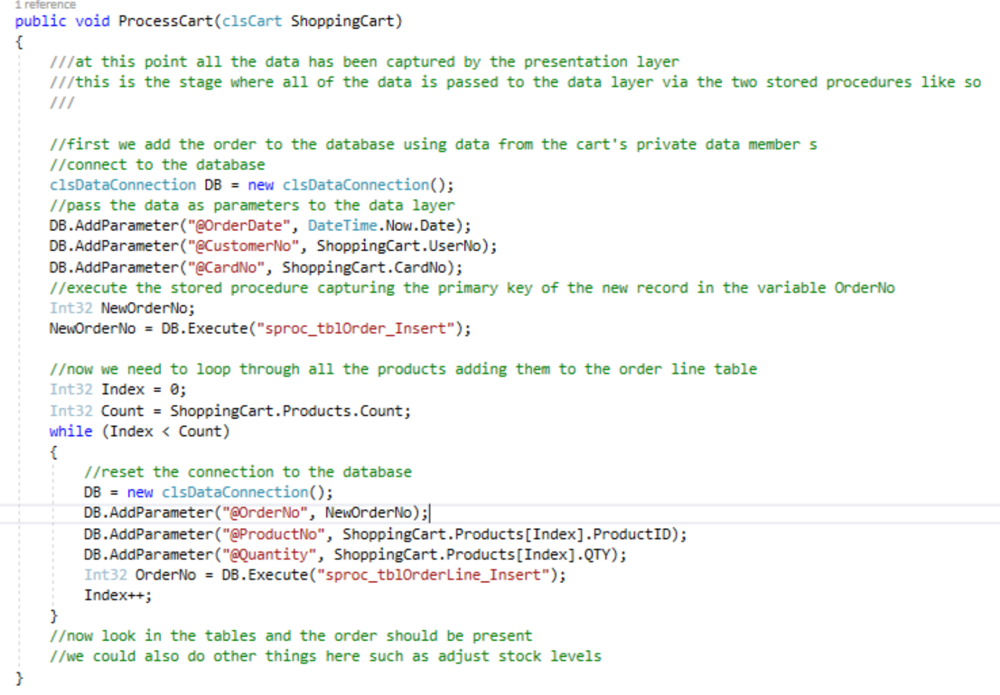 1 reference
public void ProcessCart(clsCart ShoppingCart)
{
///at this point all the data has been captured by the presentation layer
///this is the stage where all of the data is passed to the data layer via the two stored procedures like so
///
//first we add the order to the database using data from the cart's private data member s
//connect to the database
clsDataConnection DB = new clsDataConnection();
//pass the data as parameters to the data layer
DB.AddParameter("@OrderDate", DateTime.Now.Date);
DB.AddParameter("@CustomerNo", ShoppingCart.UserNo);
DB.AddParameter("@CardNo", ShoppingCart.CardNo);
//execute the stored procedure capturing the primary key of the new record in the variable OrderNo
Int32 NewOrderNo;
NewOrderNo = DB.Execute("sproc_tblOrder_Insert");
//now we need to loop through all the products adding them to the order line table
Int32 Index = 0;
Int32 Count = ShoppingCart.Products.Count;
while (Index < Count)
{
//reset the connection to the database
DB = new clsDataConnection();
DB.AddParameter("@OrderNo", NewOrderNo);
DB.AddParameter("@ProductNo", ShoppingCart.Products[Index].ProductID);
DB.AddParameter("@Quantity", ShoppingCart.Products[Index].QTY);
Int32 OrderNo = DB.Execute("sproc_tblOrderLine_Insert");
Index++;
}
//now look in the tables and the order should be present
//we could also do other things here such as adjust stock levels
}